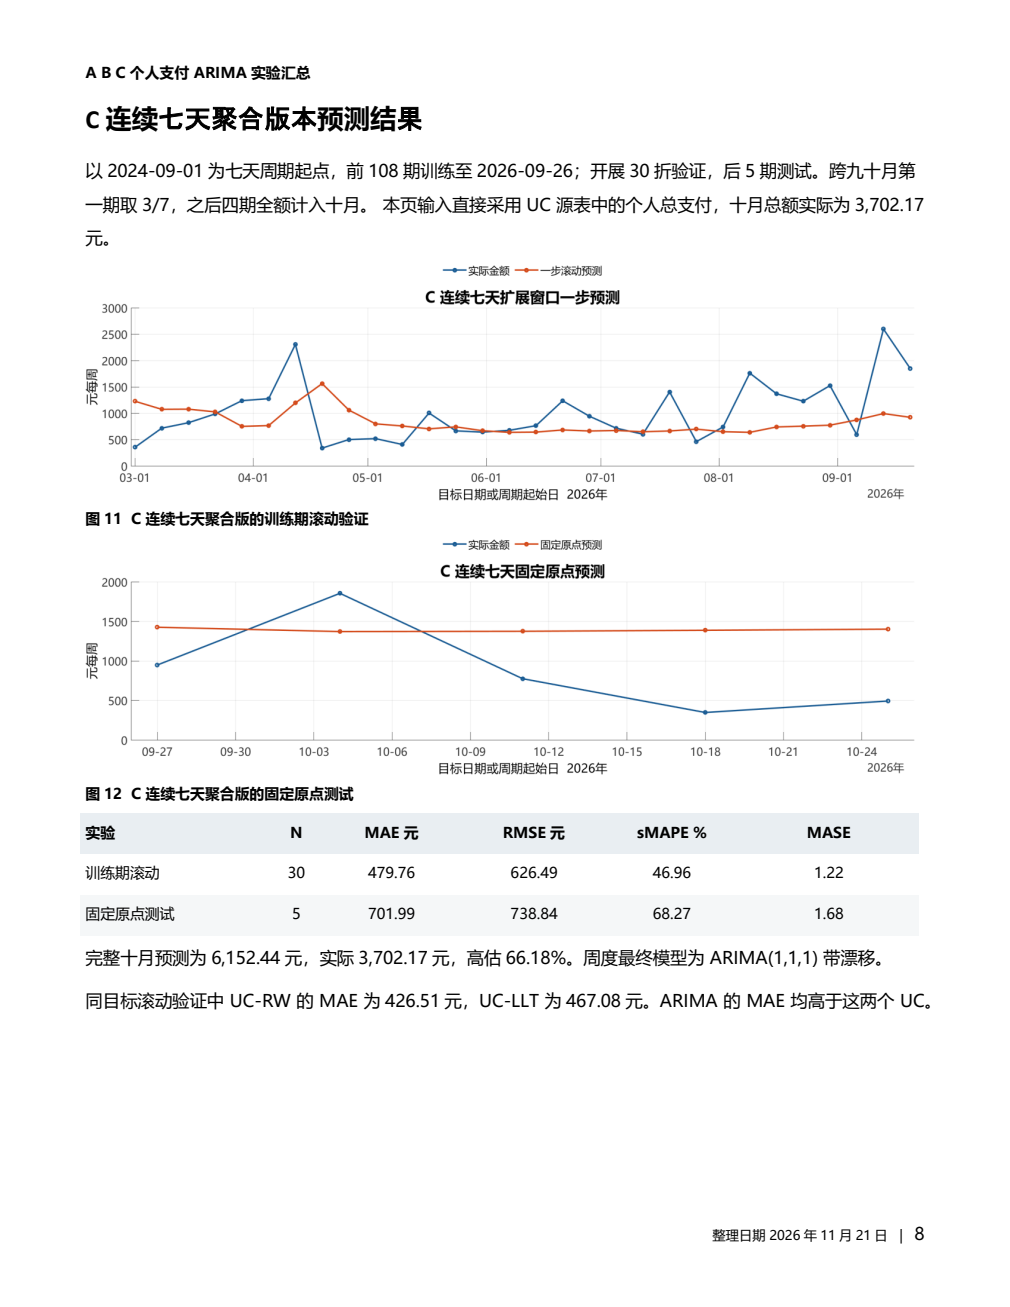 A B C 个人支付 ARIMA 实验汇总
C 连续七天聚合版本预测结果
以 2024-09-01 为七天周期起点，前 108 期训练至 2026-09-26；开展 30 折验证，后 5 期测试。跨九十月第
一期取 3/7，之后四期全额计入十月。 本页输入直接采用 UC 源表中的个人总支付，十月总额实际为 3,702.17
元。
实际金额 一步滚动预测
C 连续七天扩展窗口一步预测
3000
2500
2000
1500
1000
500
0
元每周
03-01 04-01 05-01 06-01 07-01 08-01 09-01
目标日期或周期起始日 2026年
2026年
图 11 C 连续七天聚合版的训练期滚动验证
实际金额 固定原点预测
C 连续七天固定原点预测
2000
1500
1000
500
0
元每周
09-27 09-30 10-03 10-06 10-09 10-12 10-15 10-18 10-21 10-24
目标日期或周期起始日 2026年
2026年
图 12 C 连续七天聚合版的固定原点测试
实验 N MAE 元 RMSE 元 sMAPE % MASE
训练期滚动 30 479.76 626.49 46.96 1.22
固定原点测试 5 701.99 738.84 68.27 1.68
完整十月预测为 6,152.44 元，实际 3,702.17 元，高估 66.18%。周度最终模型为 ARIMA(1,1,1) 带漂移。
同目标滚动验证中 UC-RW 的 MAE 为 426.51 元，UC-LLT 为 467.08 元。ARIMA 的 MAE 均高于这两个 UC。
整理日期 2026 年 11 月 21 日 | 8